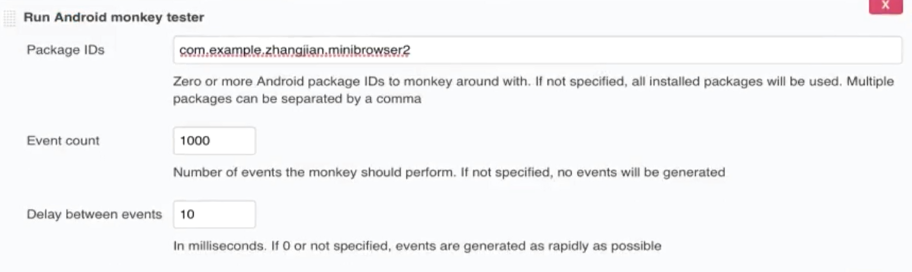 X
Run Android monkey tester
Package IDs
com.example.zhangjian.minibrowser2
Zero or more Android package IDs to monkey around with. If not specified, all installed packages will be used. Multiple
packages can be separated by a comma
Event count
1000
Number of events the monkey should perform. If not specified, no events will be generated
Delay between events
10
In milliseconds. If 0 or not specified, events are generated as rapidly as possible